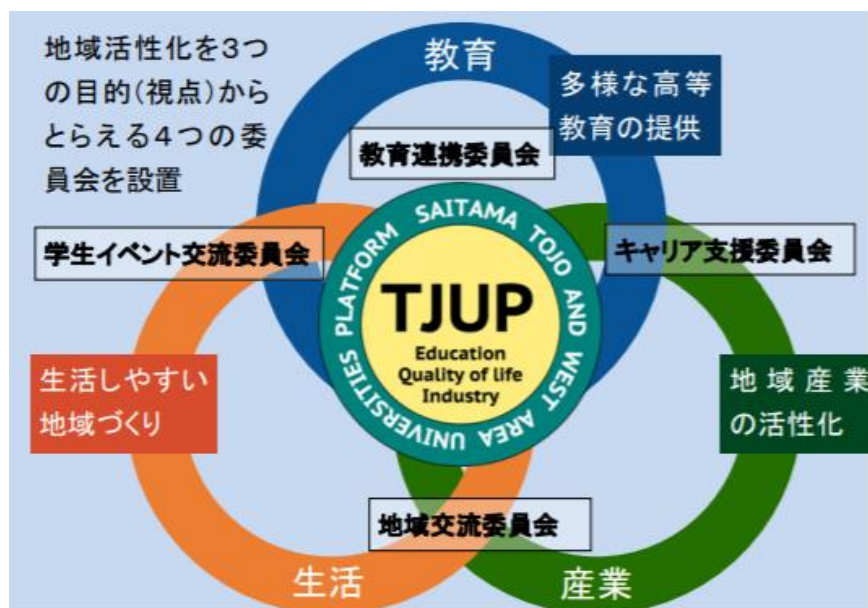 地域活性化を３つ
の目的(視点)から
とらえる４つの委
員会を設置
教育
多様な高等
教育の提供
教育連携委員会
学生イベント交流委員会
キャリア支援委員会
PLATFORM SAITAMA TOJO AND WEST AREA UNIVERSITIES
TJUP
Education
Quality of life
Industry
生活しやすい
地域づくり
地域産業
の活性化
地域交流委員会
生活
産業